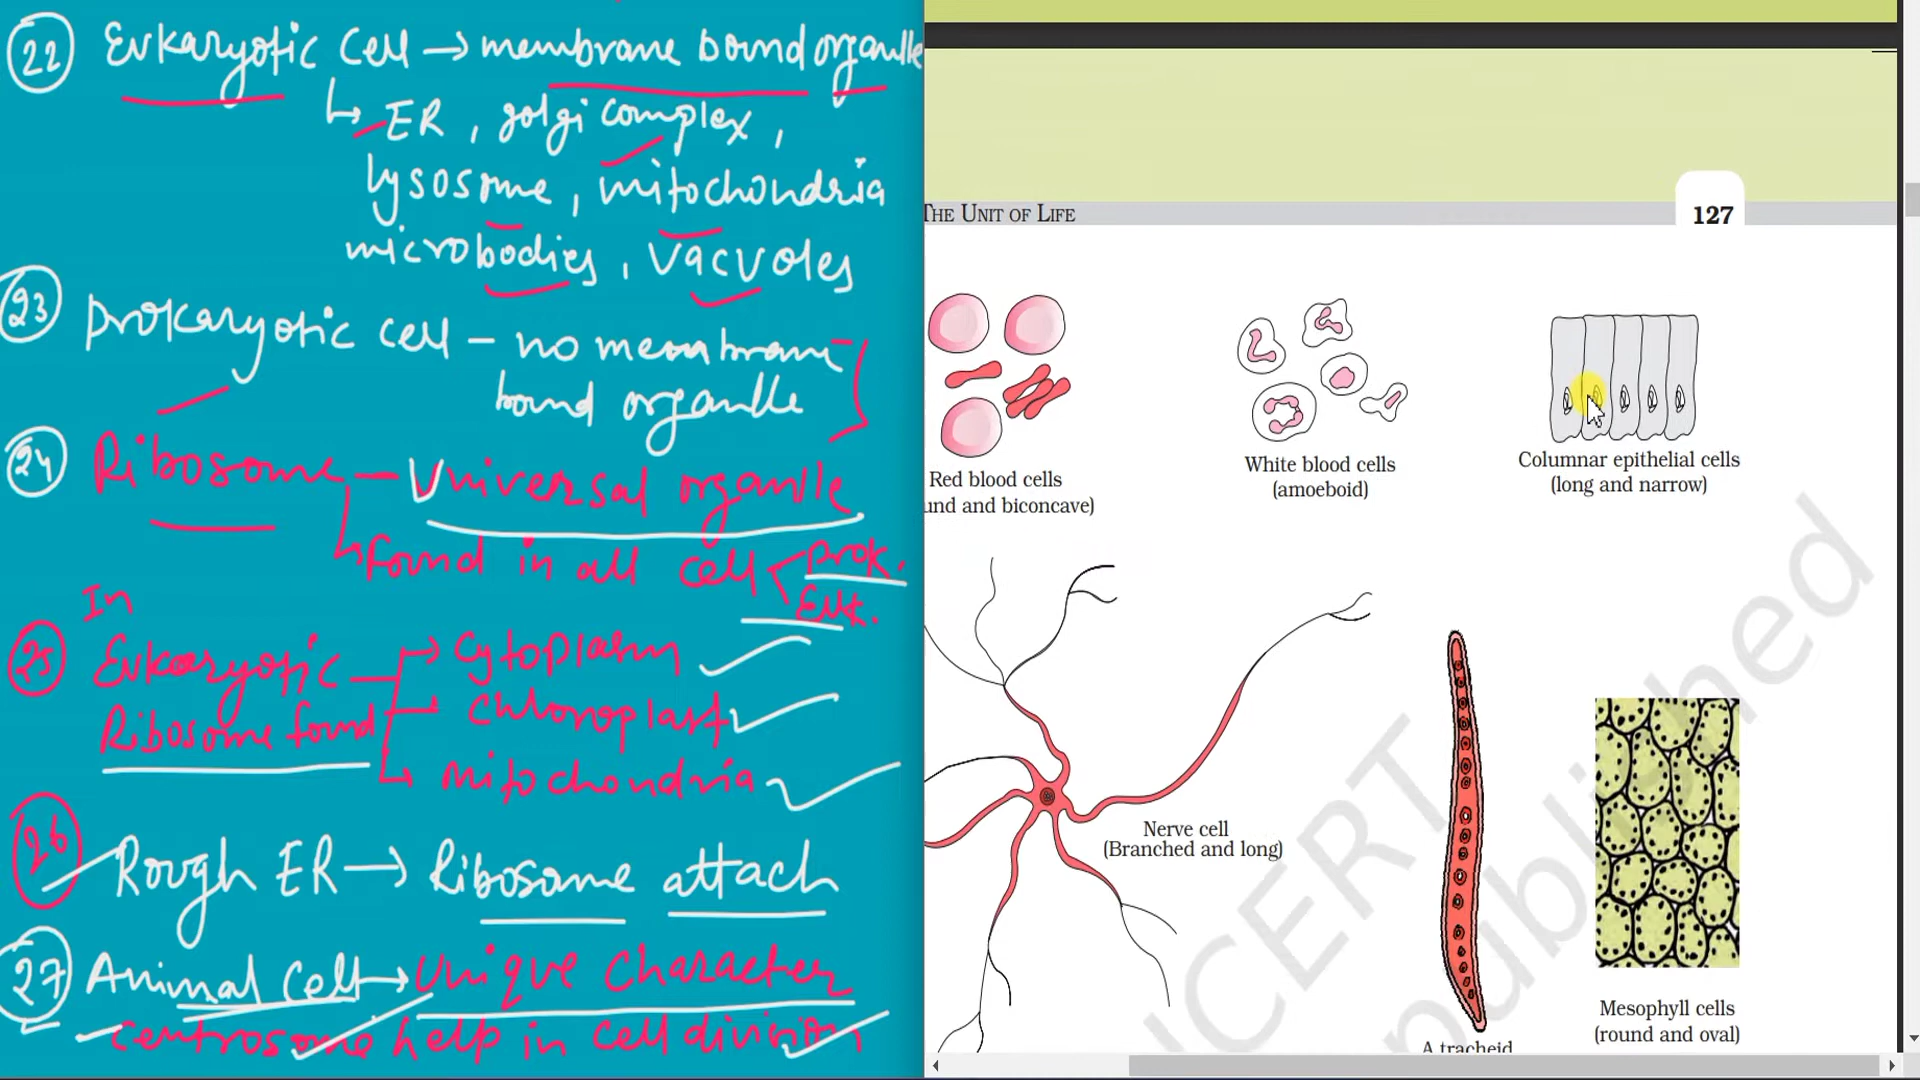 22 Eukaryotic Cell → membrane bound organlle
↳ ER, golgi complex,
lysosome, mitochondria
microbodies, vacuoles
23 prokaryotic cell - no membrane
bound organlle
24 Ribosome - Universal organlle
↳ found in all cell < prok.
Euk.
In
25 Eukaryotic → Cytoplasm
Ribosome found → Chloroplast
↳ mitochondria
26 Rough ER → Ribosome attach
27 Animal Cell → Unique Character
centrosome help in cell division
THE UNIT OF LIFE
127
Red blood cells
und and biconcave)
White blood cells
(amoeboid)
Columnar epithelial cells
(long and narrow)
Nerve cell
(Branched and long)
Mesophyll cells
(round and oval)
A tracheid
NCERT
published